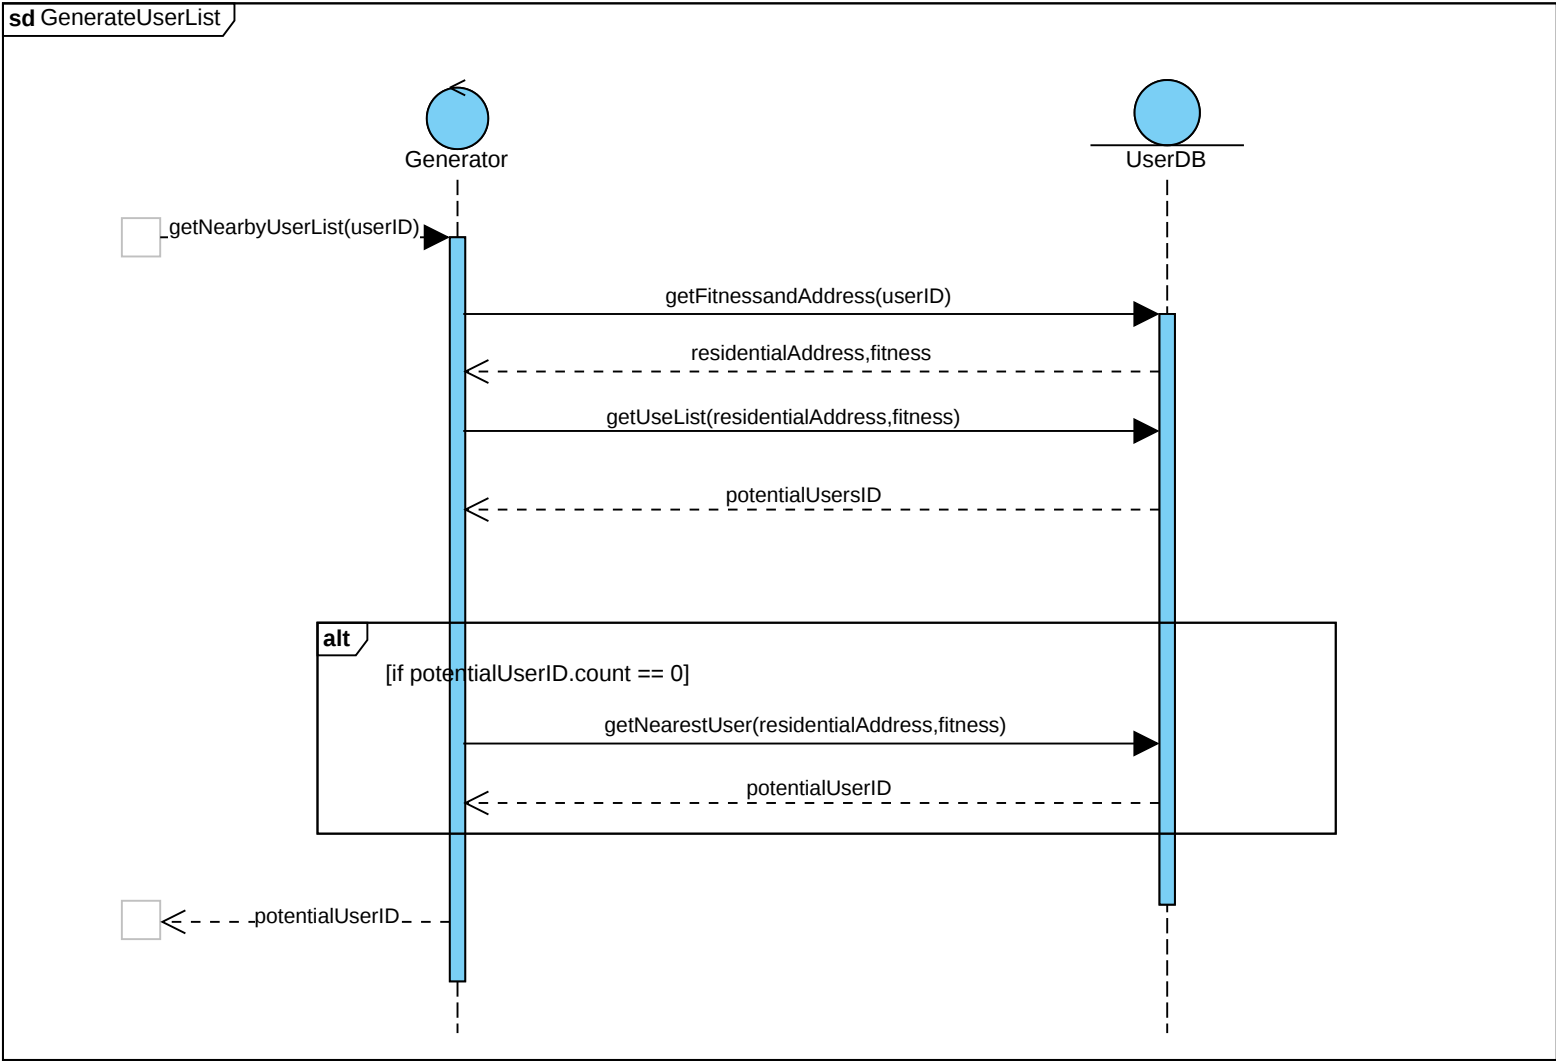 sd GenerateUserList
Generator
UserDB
getNearbyUserList(userID)
getFitnessandAddress(userID)
residentialAddress,fitness
getUseList(residentialAddress,fitness)
potentialUsersID
alt
[if potentialUserID.count == 0]
getNearestUser(residentialAddress,fitness)
potentialUserID
potentialUserID